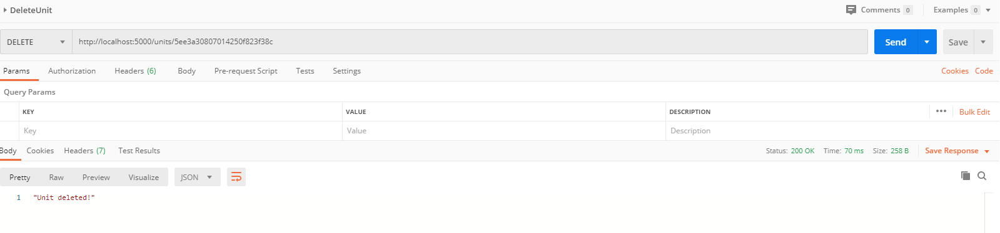 DeleteUnit Comments 0 Examples 0
DELETE http://localhost:5000/units/5ee3a30807014250f823f38c Send Save
Params Authorization Headers (6) Body Pre-request Script Tests Settings Cookies Code
Query Params
KEY VALUE DESCRIPTION ••• Bulk Edit
Key Value Description
Body Cookies Headers (7) Test Results Status: 200 OK Time: 70 ms Size: 258 B Save Response
Pretty Raw Preview Visualize JSON
1 "Unit deleted!"